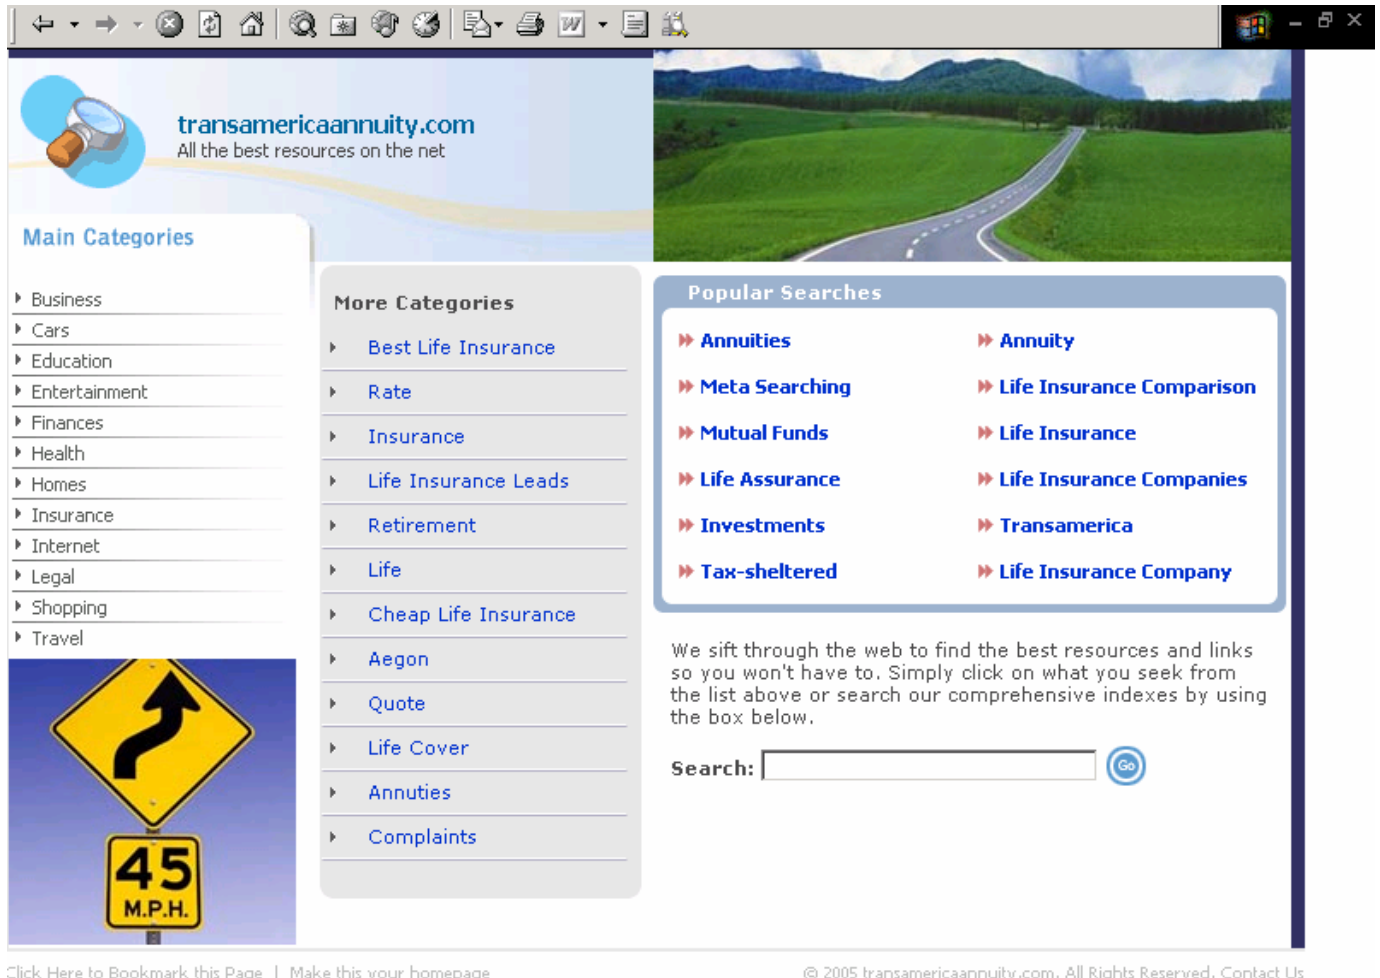 transamericaannuity.com
All the best resources on the net
Main Categories
Business
Cars
Education
Entertainment
Finances
Health
Homes
Insurance
Internet
Legal
Shopping
Travel
45
M.P.H.
More Categories
Best Life Insurance
Rate
Insurance
Life Insurance Leads
Retirement
Life
Cheap Life Insurance
Aegon
Quote
Life Cover
Annuties
Complaints
Popular Searches
Annuities
Annuity
Meta Searching
Life Insurance Comparison
Mutual Funds
Life Insurance
Life Assurance
Life Insurance Companies
Investments
Transamerica
Tax-sheltered
Life Insurance Company
We sift through the web to find the best resources and links
so you won't have to. Simply click on what you seek from
the list above or search our comprehensive indexes by using
the box below.
Search:
Go
Click Here to Bookmark this Page | Make this your homepage
© 2005 transamericaannuity.com. All Rights Reserved. Contact Us